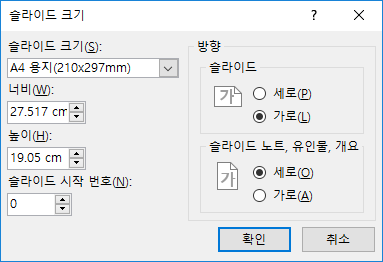 슬라이드 크기
슬라이드 크기(S):
A4 용지(210x297mm)
너비(W):
27.517 cm
높이(H):
19.05 cm
슬라이드 시작 번호(N):
0
방향
슬라이드
가
세로(P)
가로(L)
슬라이드 노트, 유인물, 개요
가
세로(O)
가로(A)
확인
취소